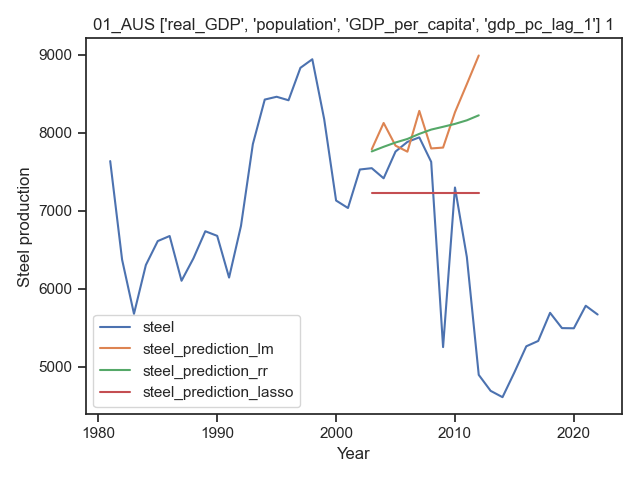 01_AUS ['real_GDP', 'population', 'GDP_per_capita', 'gdp_pc_lag_1'] 1
9000
8000
7000
6000
5000
Steel production
steel
steel_prediction_lm
steel_prediction_rr
steel_prediction_lasso
1980
1990
2000
2010
2020
Year